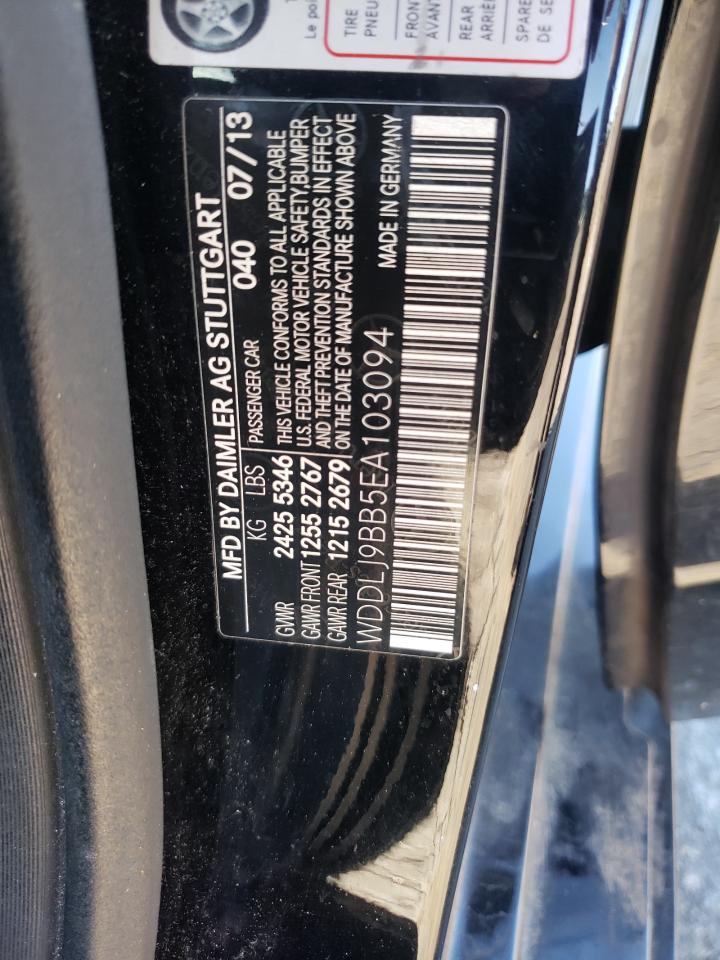 Le
TIRE
PNEU
FRONT
AVANT
REAR
ARRIÈ
SPARE
DE SE
MFD BY DAIMLER AG STUTTGART
040 07/13
KG LBS PASSENGER CAR
GVWR 2425 5346
GAWR FRONT 1255 2767
GAWR REAR 1215 2679
THIS VEHICLE CONFORMS TO ALL APPLICABLE
U.S. FEDERAL MOTOR VEHICLE SAFETY, BUMPER
AND THEFT PREVENTION STANDARDS IN EFFECT
ON THE DATE OF MANUFACTURE SHOWN ABOVE
WDDLJ9BB5EA103094
MADE IN GERMANY